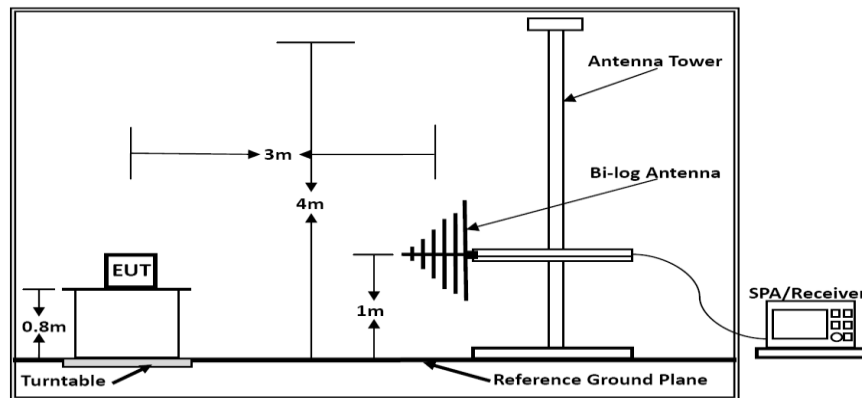 Antenna Tower
3m
Bi-log Antenna
4m
EUT
SPA/Receiver
0.8m
1m
Turntable
Reference Ground Plane